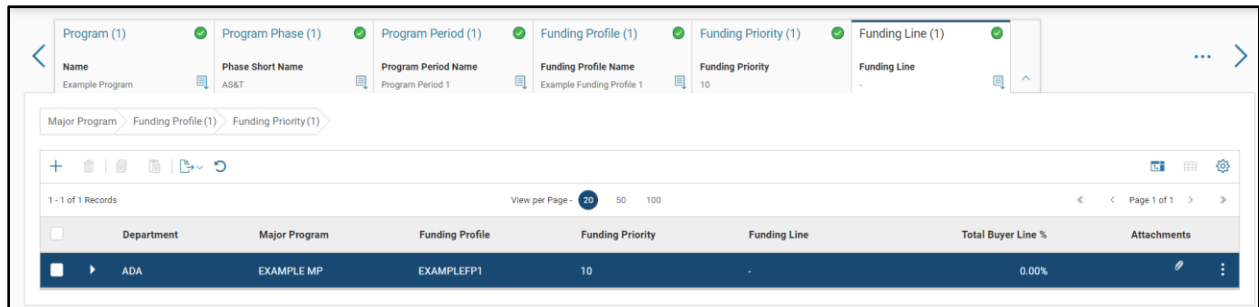 Program (1) Program Phase (1) Program Period (1) Funding Profile (1) Funding Priority (1) Funding Line (1)
Name Phase Short Name Program Period Name Funding Profile Name Funding Priority Funding Line
Example Program AS&T Program Period 1 Example Funding Profile 1 10 -
Major Program Funding Profile (1) Funding Priority (1)
1 - 1 of 1 Records View per Page - 20 50 100 Page 1 of 1
Department Major Program Funding Profile Funding Priority Funding Line Total Buyer Line % Attachments
ADA EXAMPLE MP EXAMPLEFP1 10 - 0.00%